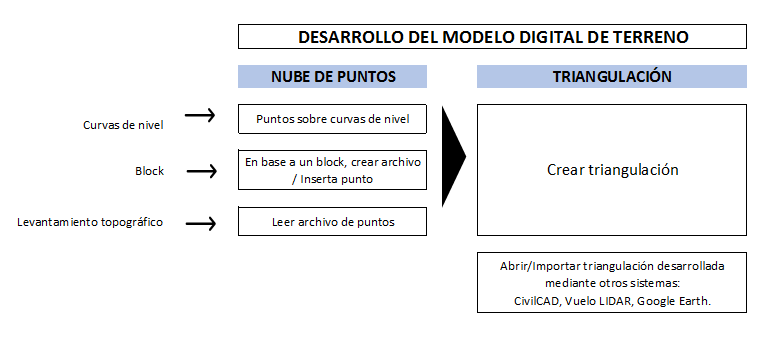 DESARROLLO DEL MODELO DIGITAL DE TERRENO
NUBE DE PUNTOS
TRIANGULACIÓN
Curvas de nivel
Puntos sobre curvas de nivel
Block
En base a un block, crear archivo
/ Inserta punto
Levantamiento topográfico
Leer archivo de puntos
Crear triangulación
Abrir/Importar triangulación desarrollada
mediante otros sistemas:
CivilCAD, Vuelo LIDAR, Google Earth.